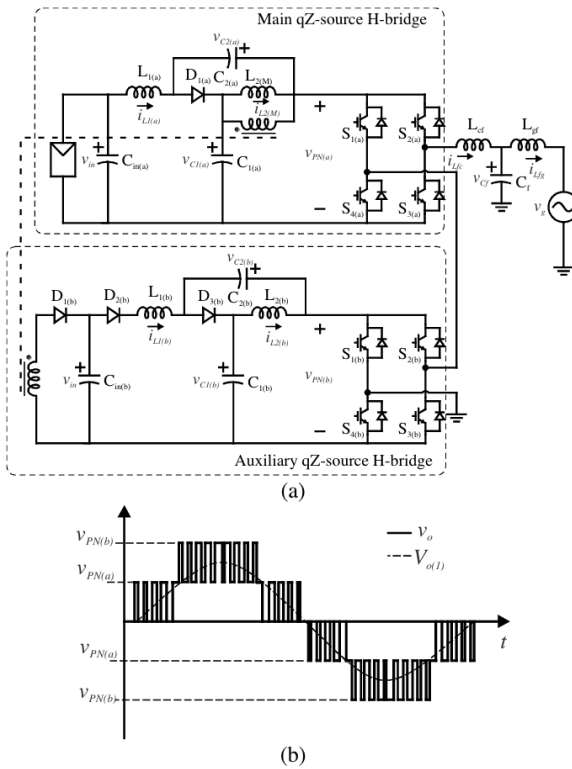 Main qZ-source H-bridge
vC2(a)
L1(a) D1(a) C2(a) L2(M)
iL1(a) iL2(M)
vin Cin(a) vC1(a) C1(a) vPN(a)
S1(a) S2(a)
S4(a) S3(a)
Lcf Lgf
iLfc iLfg
vCf Cf
vg
vC2(b)
D1(b) D2(b) L1(b) D3(b) C2(b) L2(b)
iL1(b) iL2(b)
vin Cin(b) vC1(b) C1(b) vPN(b)
S1(b) S2(b)
S4(b) S3(b)
Auxiliary qZ-source H-bridge
(a)
vPN(b)
vPN(a)
vo
Vo(1)
t
vPN(a)
vPN(b)
(b)